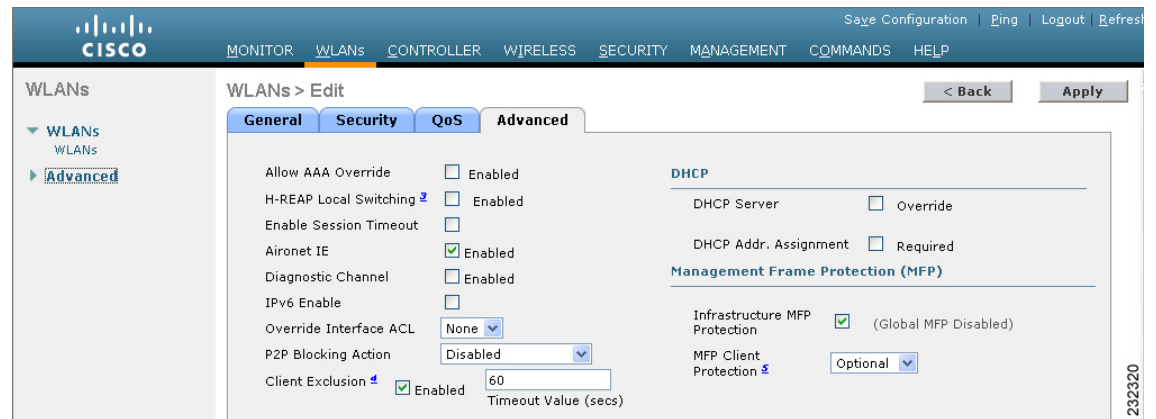 Save Configuration | Ping | Logout | Refresh
CISCO
MONITOR WLANs CONTROLLER WIRELESS SECURITY MANAGEMENT COMMANDS HELP
WLANs
WLANs
WLANs
Advanced
WLANs > Edit
< Back Apply
General Security QoS Advanced
Allow AAA Override Enabled
H-REAP Local Switching 3 Enabled
Enable Session Timeout
Aironet IE Enabled
Diagnostic Channel Enabled
IPv6 Enable
Override Interface ACL None
P2P Blocking Action Disabled
Client Exclusion 4 Enabled 60
Timeout Value (secs)
DHCP
DHCP Server Override
DHCP Addr. Assignment Required
Management Frame Protection (MFP)
Infrastructure MFP
Protection (Global MFP Disabled)
MFP Client
Protection 5 Optional
232320